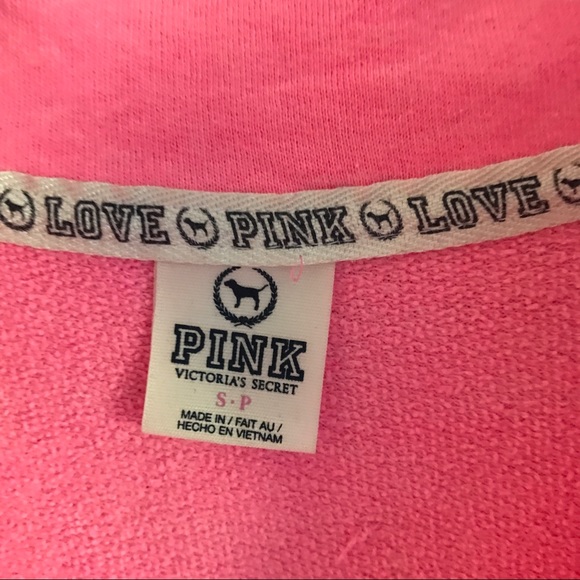 LOVE PINK LOVE
PINK
VICTORIA'S SECRET
S·P
MADE IN / FAIT AU /
HECHO EN VIETNAM